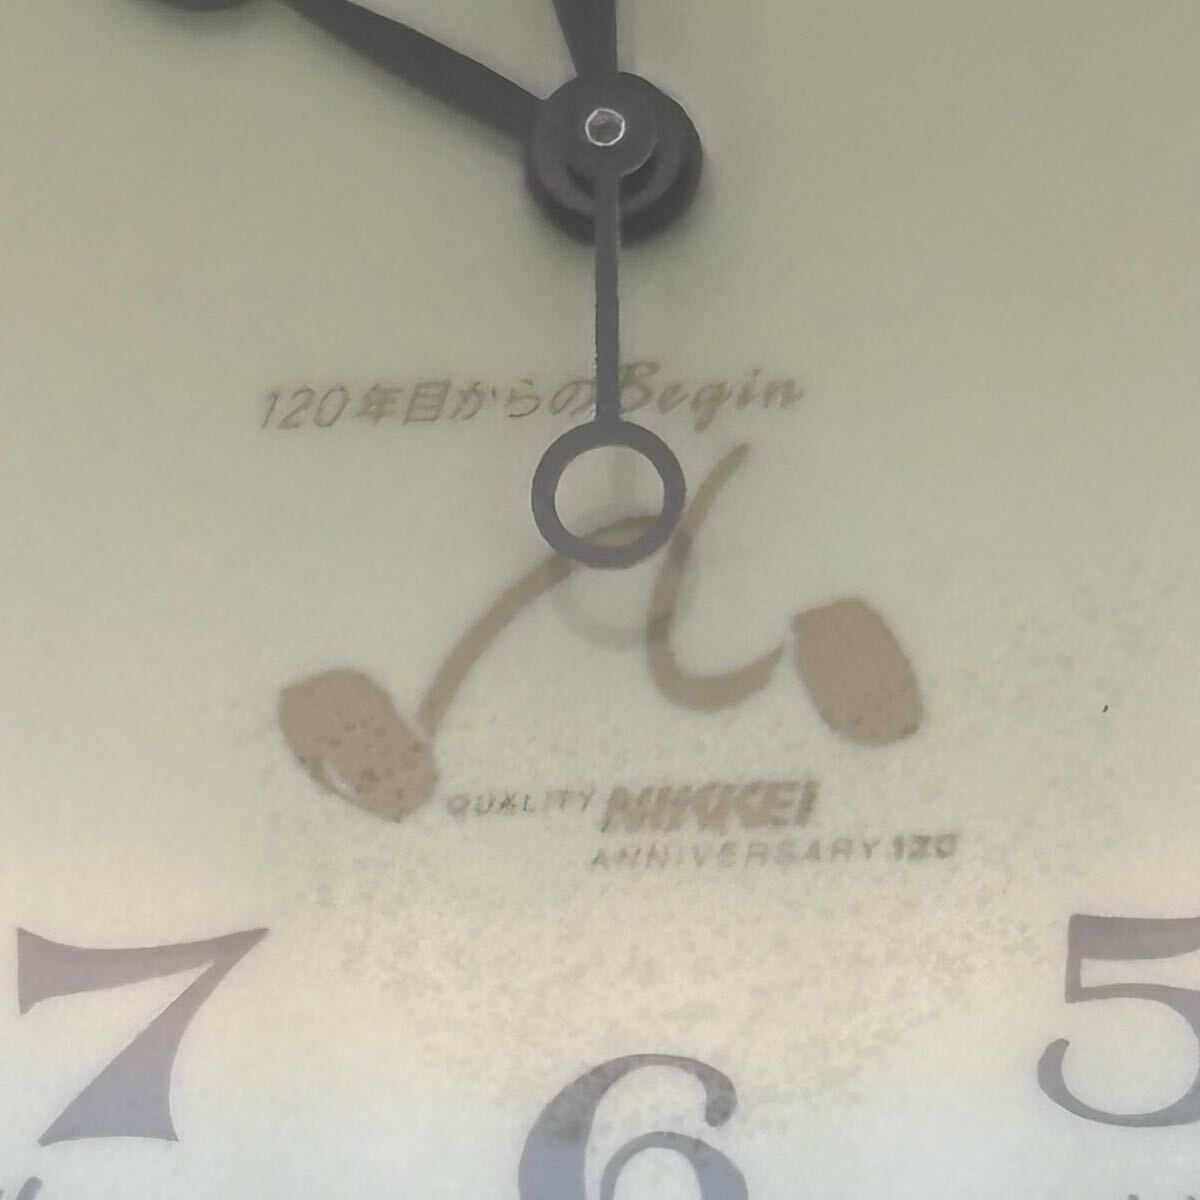 120年目からのBegin
QUALITY NIKKEI
ANNIVERSARY 120
7 6 5